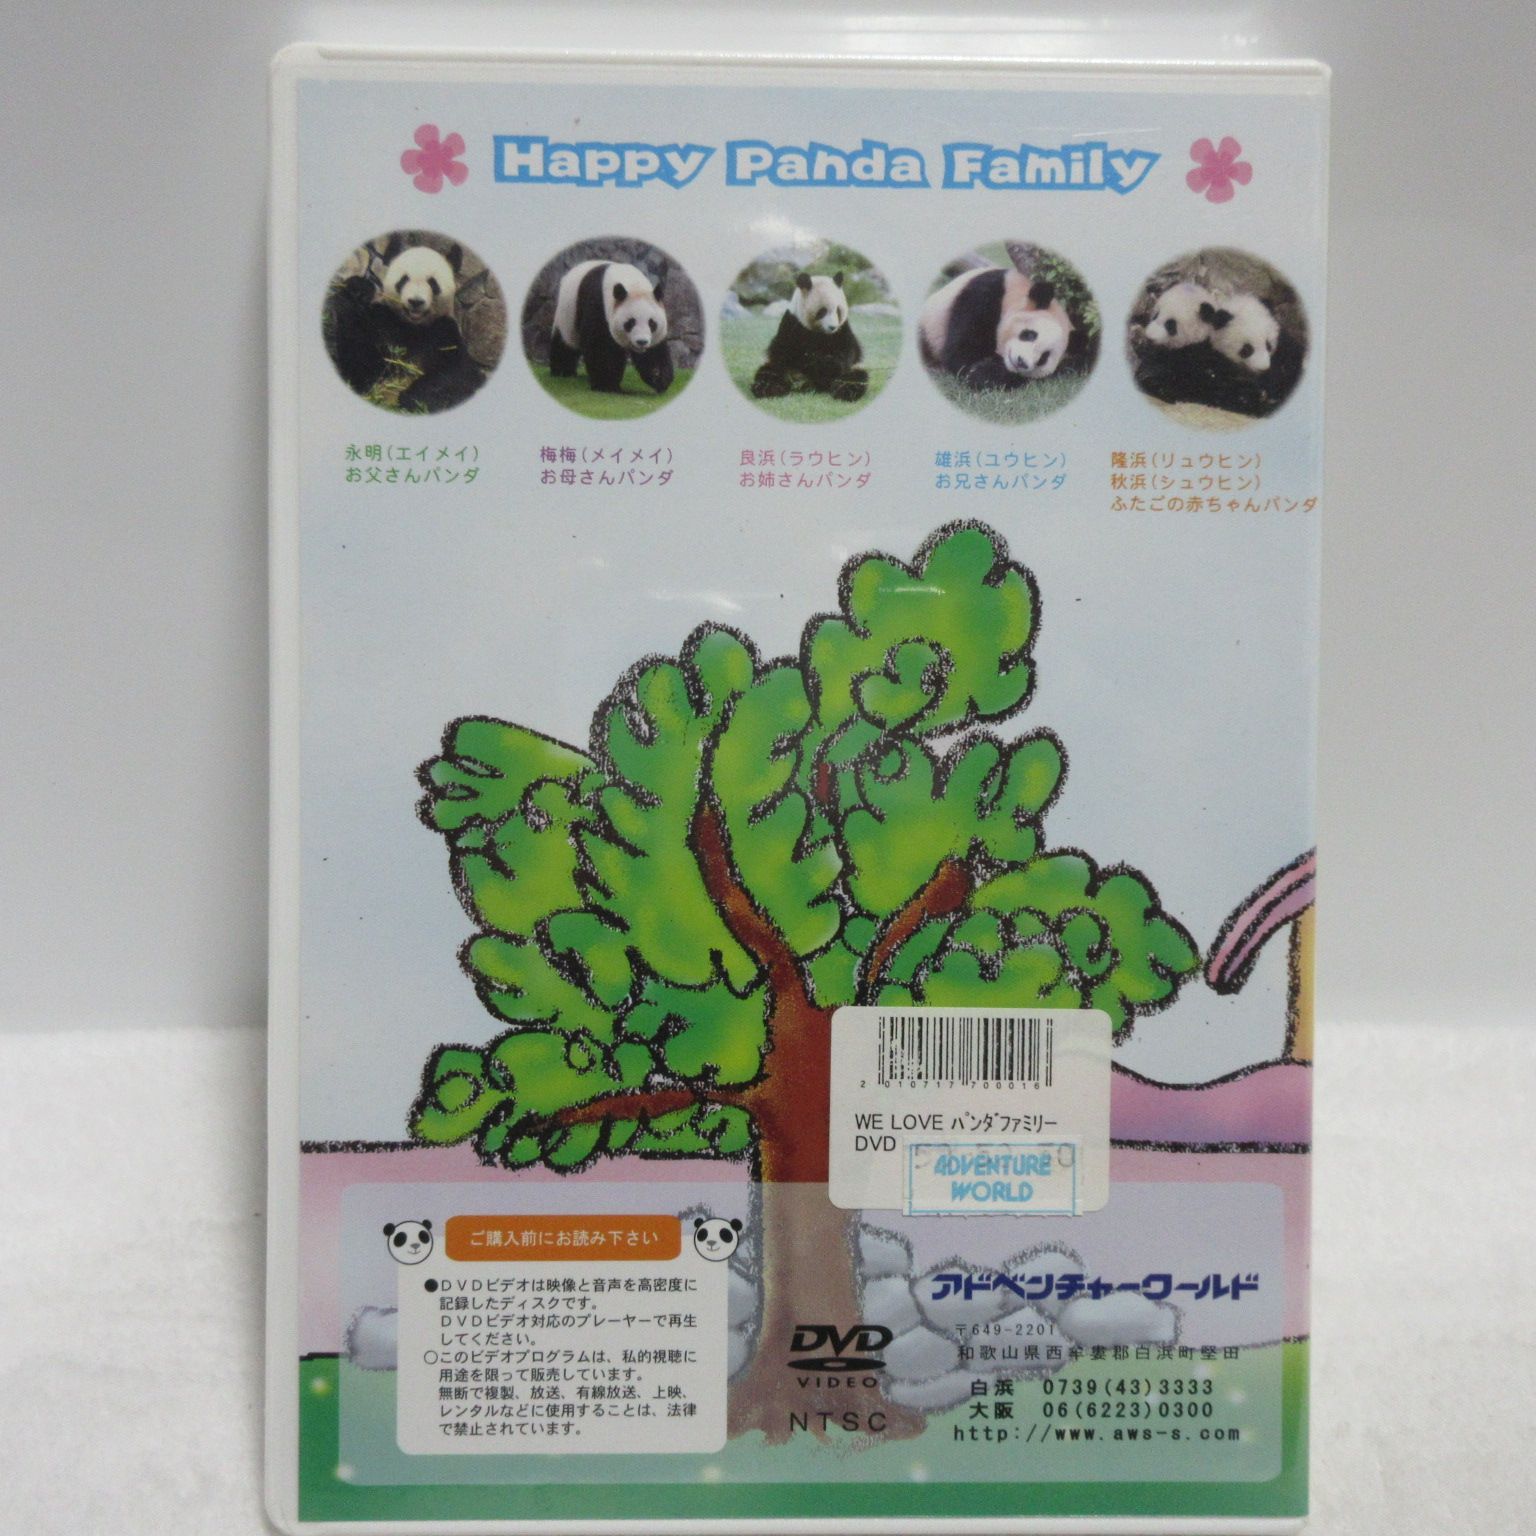 Happy Panda Family
永明(エイメイ)
お父さんパンダ
梅梅(メイメイ)
お母さんパンダ
良浜(ラウヒン)
お姉さんパンダ
雄浜(ユウヒン)
お兄さんパンダ
隆浜(リュウヒン)
秋浜(シュウヒン)
ふたごの赤ちゃんパンダ
2 010717 700016
WE LOVE パンダファミリー
DVD
ADVENTURE
WORLD
ご購入前にお読み下さい
●DVDビデオは映像と音声を高密度に
記録したディスクです。
DVDビデオ対応のプレーヤーで再生
してください。
○このビデオプログラムは、私的視聴に
用途を限って販売しています。
無断で複製、放送、有線放送、上映、
レンタルなどに使用することは、法律
で禁止されています。
DVD
VIDEO
NTSC
アドベンチャーワールド
〒649-2201
和歌山県西牟婁郡白浜町堅田
白浜 0739(43)3333
大阪 06(6223)0300
http://www.aws-s.com